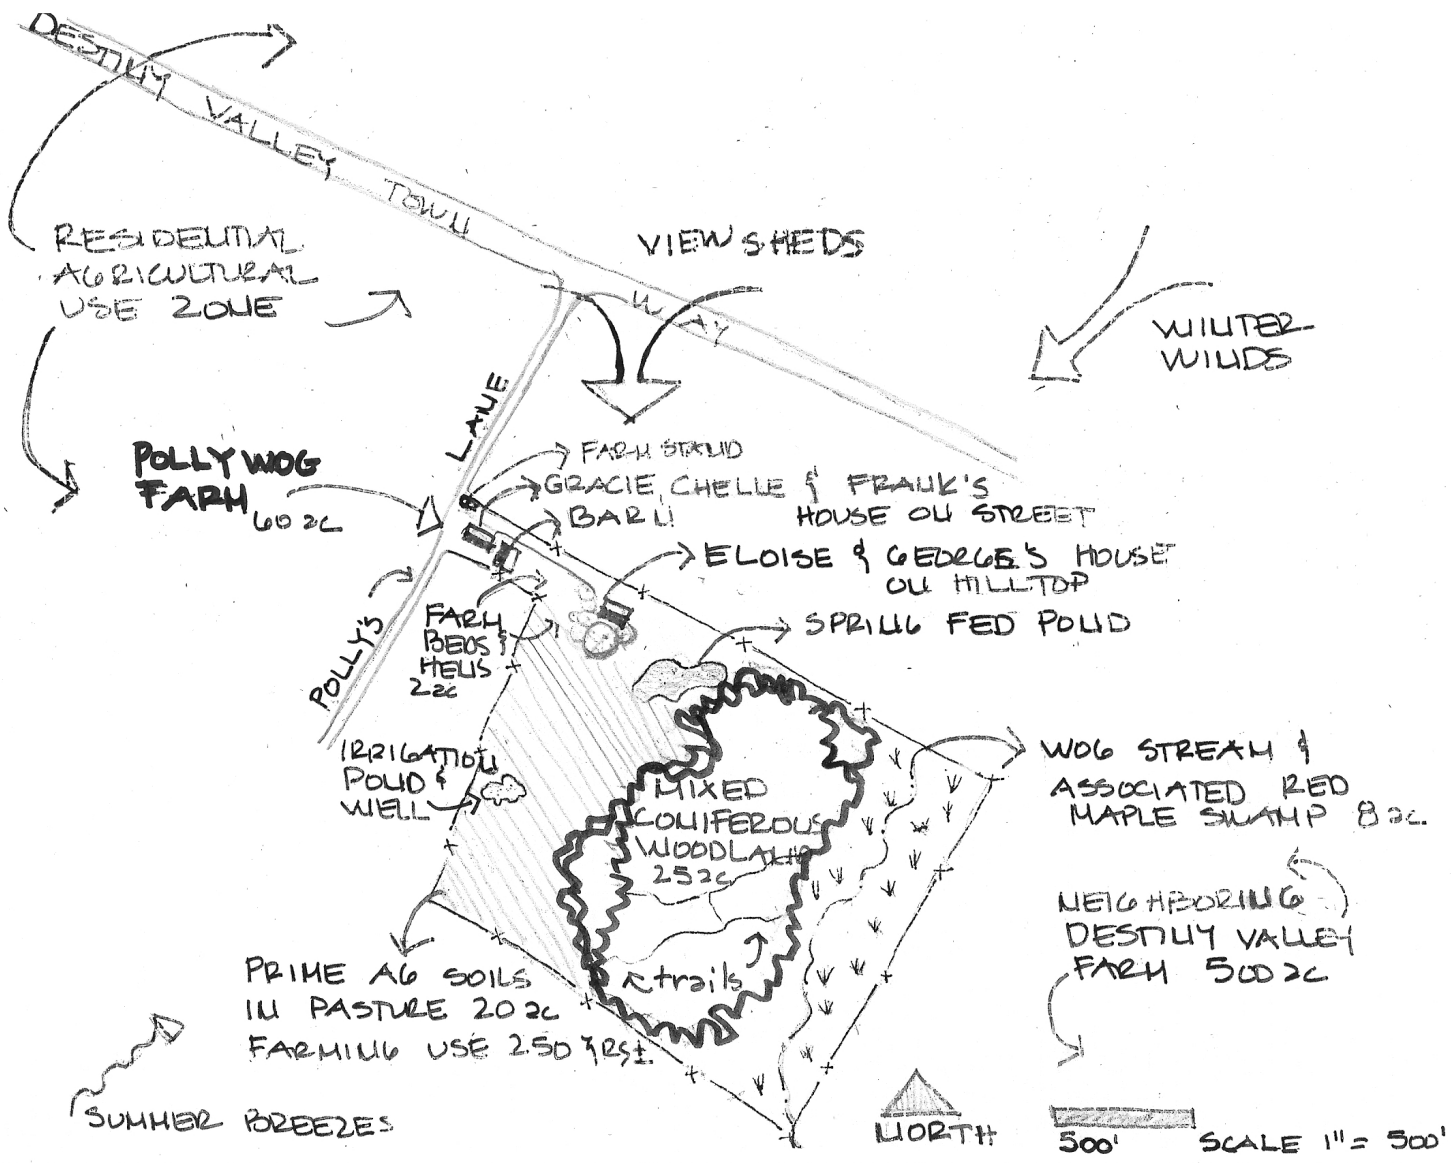 DESTINY VALLEY TOWN WAY
RESIDENTIAL
AGRICULTURAL
USE ZONE
VIEWSHEDS
WINTER
WINDS
POLLY'S LANE
POLLYWOG
FARM
60 ac
FARM STAND
GRACIE, CHELLE & FRANK'S
HOUSE ON STREET
BARN
ELOISE & GEORGE'S HOUSE
ON HILLTOP
FARM
BEDS &
HENS
2 ac
SPRING FED POND
IRRIGATION
POND &
WELL
MIXED
CONIFEROUS
WOODLAND
25 ac
WOG STREAM &
ASSOCIATED RED
MAPLE SWAMP 8 ac.
NEIGHBORING
DESTINY VALLEY
FARM 500 ac
trails
PRIME AG SOILS
IN PASTURE 20 ac
FARMING USE 250 YRS±
SUMMER BREEZES
NORTH
500' SCALE 1" = 500'